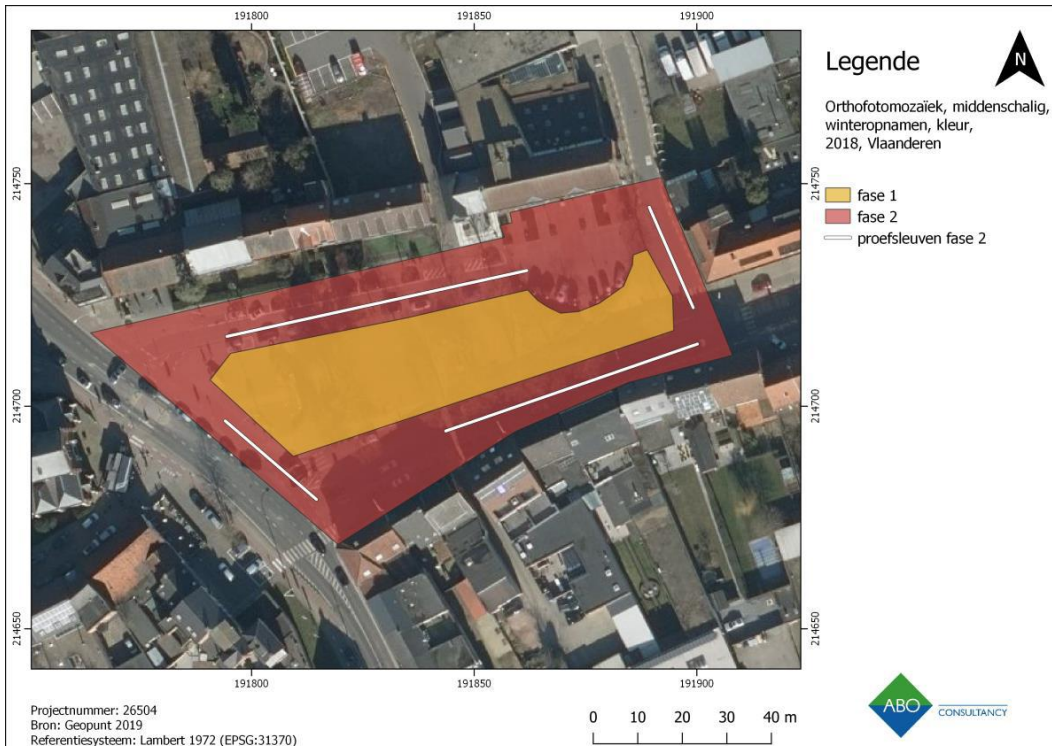 191800
191850
191900
214750
214750
214700
214700
214650
214650
191800
191850
191900
Legende
N
Orthofotomozaïek, middenschalig,
winteropnamen, kleur,
2018, Vlaanderen
fase 1
fase 2
proefsleuven fase 2
Projectnummer: 26504
Bron: Geopunt 2019
Referentiesysteem: Lambert 1972 (EPSG:31370)
0 10 20 30 40 m
ABO
CONSULTANCY